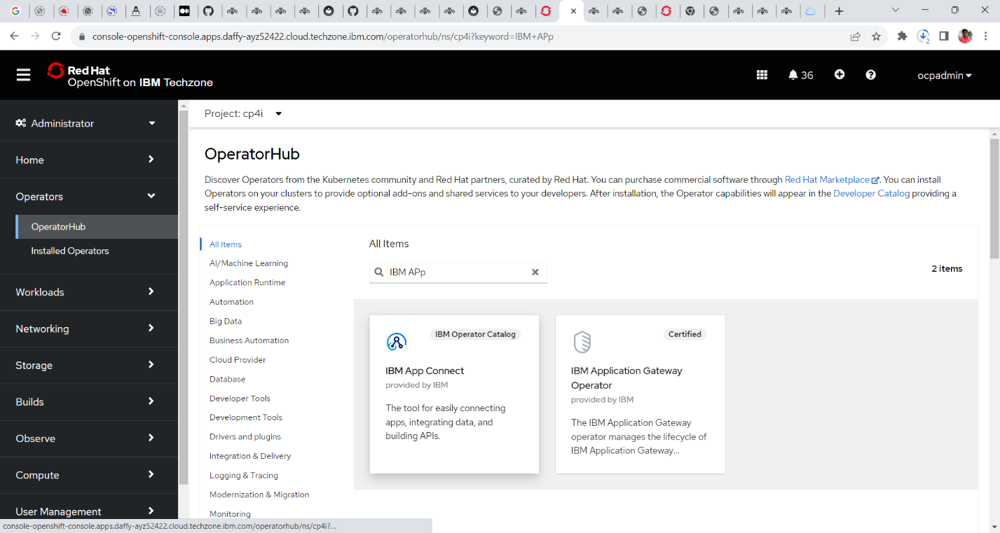 console-openshift-console.apps.daffy-ayz52422.cloud.techzone.ibm.com/operatorhub/ns/cp4i?keyword=IBM+APp
2
Red Hat
OpenShift on IBM Techzone
36
ocpadmin
Administrator
Home
Operators
OperatorHub
Installed Operators
Workloads
Networking
Storage
Builds
Observe
Compute
User Management
Project: cp4i
OperatorHub
Discover Operators from the Kubernetes community and Red Hat partners, curated by Red Hat. You can purchase commercial software through Red Hat Marketplace. You can install
Operators on your clusters to provide optional add-ons and shared services to your developers. After installation, the Operator capabilities will appear in the Developer Catalog providing a
self-service experience.
All Items
AI/Machine Learning
Application Runtime
Automation
Big Data
Business Automation
Cloud Provider
Database
Developer Tools
Development Tools
Drivers and plugins
Integration & Delivery
Logging & Tracing
Modernization & Migration
Monitoring
All Items
IBM APp
2 items
IBM Operator Catalog
IBM App Connect
provided by IBM
The tool for easily connecting
apps, integrating data, and
building APIs.
Certified
IBM Application Gateway
Operator
provided by IBM
The IBM Application Gateway
operator manages the lifecycle of
IBM Application Gateway...
console-openshift-console.apps.daffy-ayz52422.cloud.techzone.ibm.com/operatorhub/ns/cp4i?...